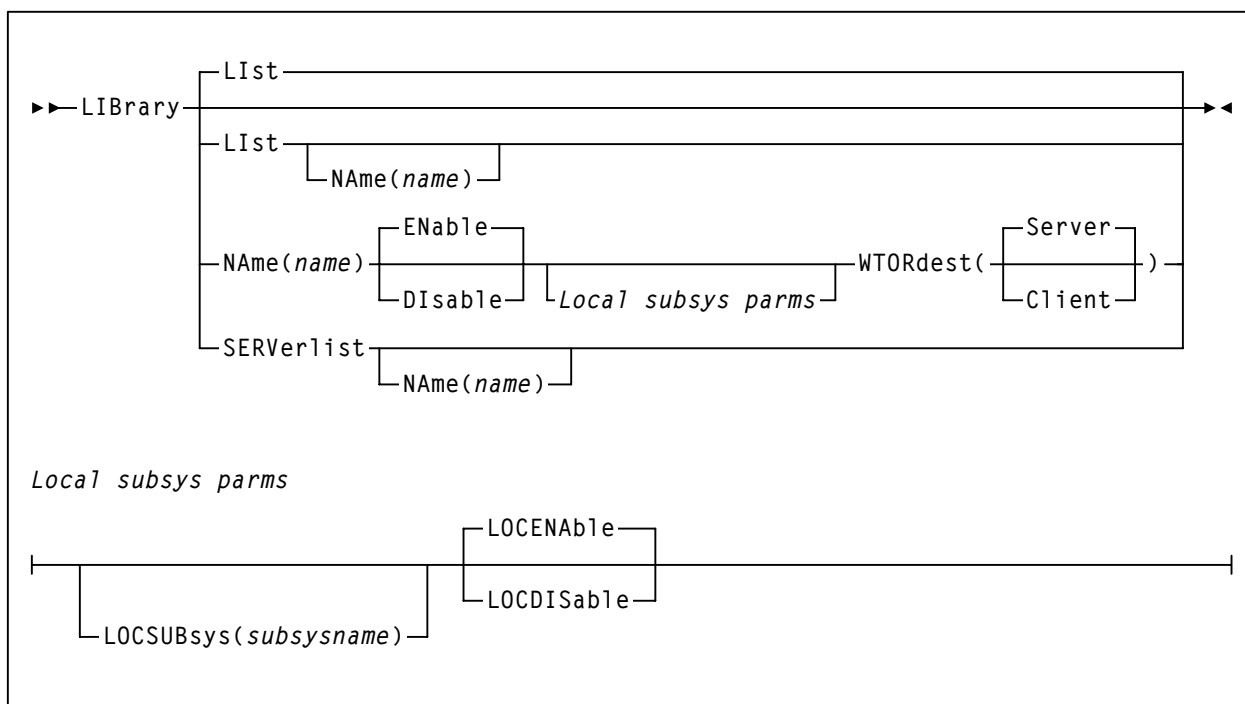 LIst
LIBrary
LIst
NAme(name)
ENable
Server
NAme(name)
WTORdest(
)
DIsable
Local subsys parms
Client
SERVerlist
NAme(name)
Local subsys parms
LOCENAble
LOCDISable
LOCSUBsys(subsysname)